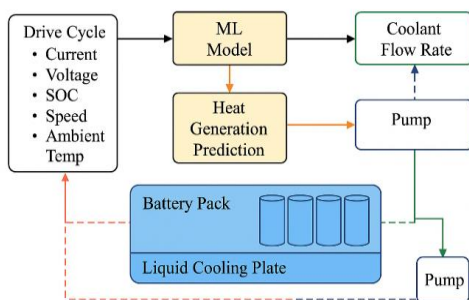 Drive Cycle
• Current
• Voltage
• SOC
• Speed
• Ambient
Temp
ML
Model
Coolant
Flow Rate
Heat
Generation
Prediction
Pump
Battery Pack
Liquid Cooling Plate
Pump